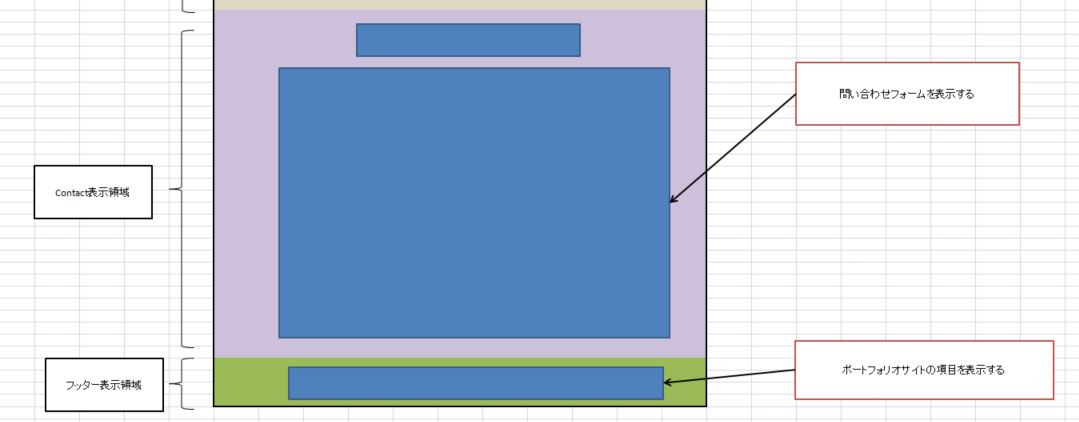 問い合わせフォームを表示する
Contact表示領域
ポートフォリオサイトの項目を表示する
フッター表示領域